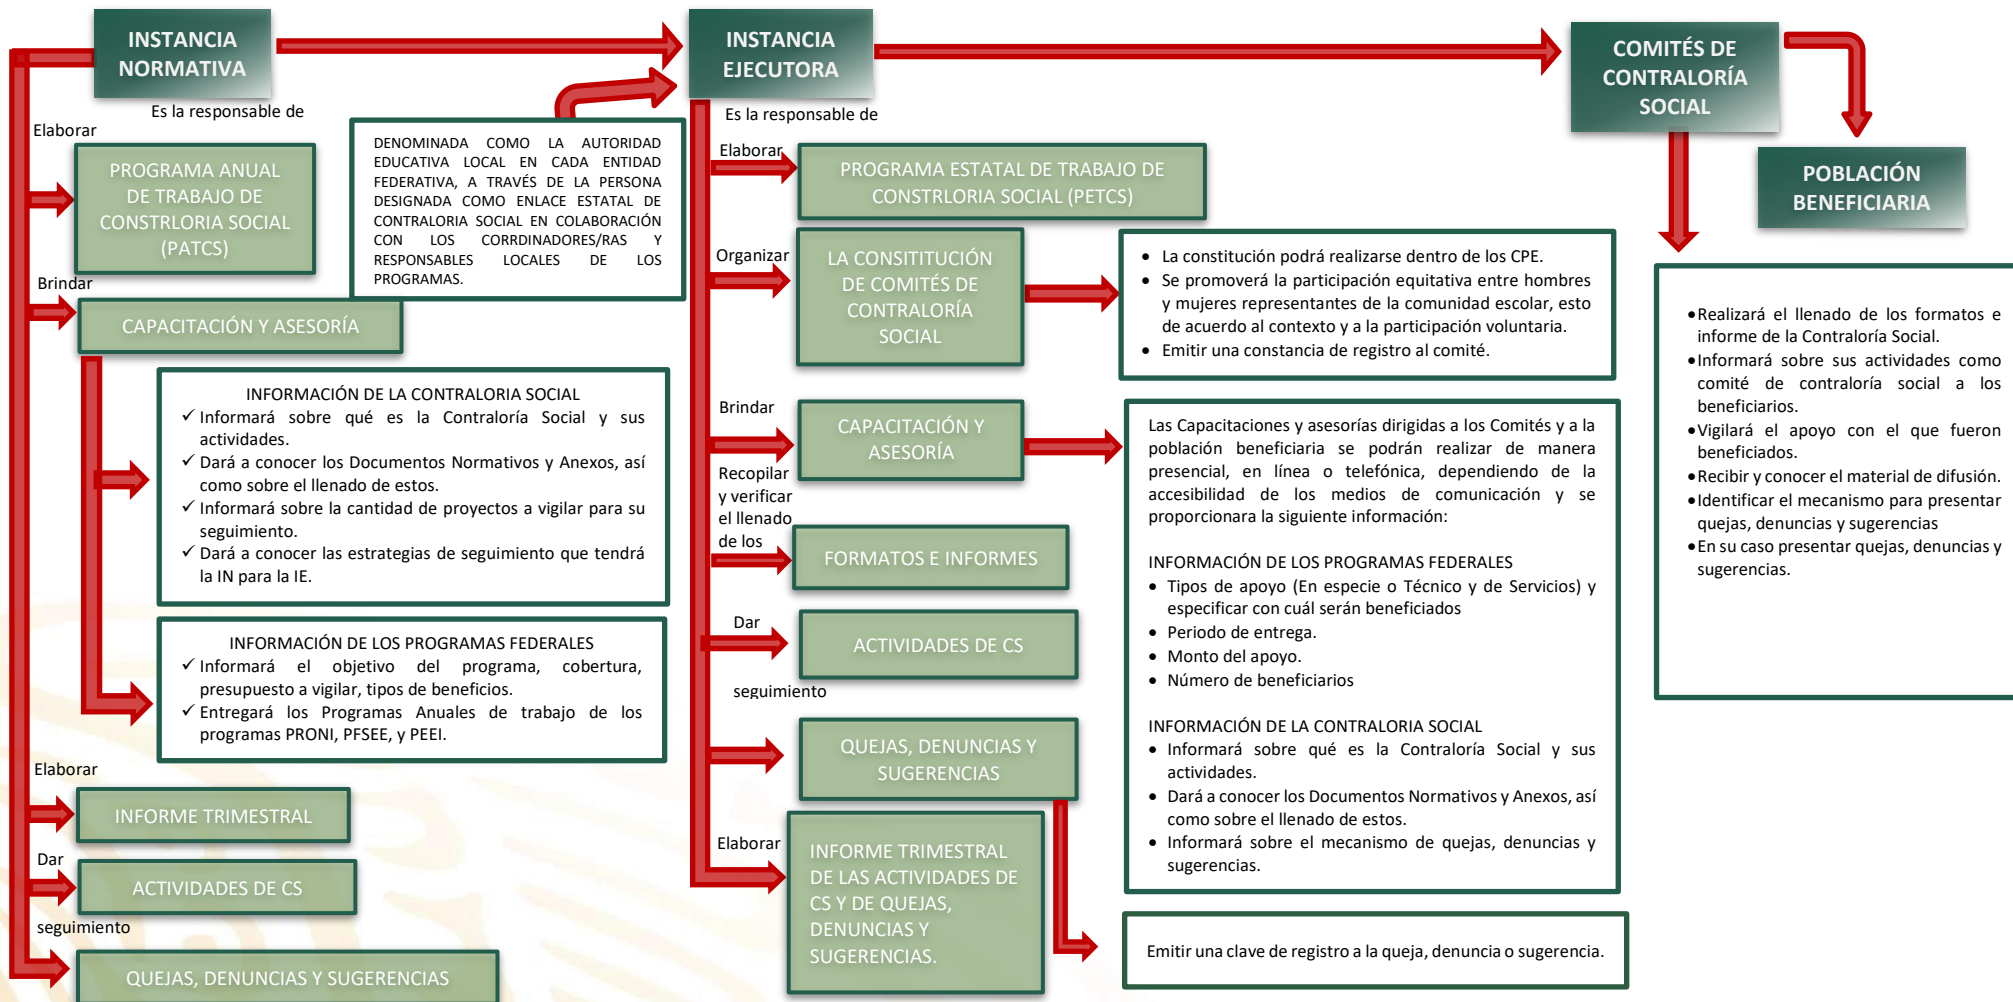 INSTANCIA
NORMATIVA
Es la responsable de
Elaborar
PROGRAMA ANUAL
DE TRABAJO DE
CONSTRLORIA SOCIAL
(PATCS)
Brindar
CAPACITACIÓN Y ASESORÍA
INFORMACIÓN DE LA CONTRALORIA SOCIAL
✓ Informará sobre qué es la Contraloría Social y sus
actividades.
✓ Dará a conocer los Documentos Normativos y Anexos, así
como sobre el llenado de estos.
✓ Informará sobre la cantidad de proyectos a vigilar para su
seguimiento.
✓ Dará a conocer las estrategias de seguimiento que tendrá
la IN para la IE.
INFORMACIÓN DE LOS PROGRAMAS FEDERALES
✓ Informará el objetivo del programa, cobertura,
presupuesto a vigilar, tipos de beneficios.
✓ Entregará los Programas Anuales de trabajo de los
programas PRONI, PFSEE, y PEEI.
Elaborar
INFORME TRIMESTRAL
Dar
ACTIVIDADES DE CS
seguimiento
QUEJAS, DENUNCIAS Y SUGERENCIAS
DENOMINADA COMO LA AUTORIDAD
EDUCATIVA LOCAL EN CADA ENTIDAD
FEDERATIVA, A TRAVÉS DE LA PERSONA
DESIGNADA COMO ENLACE ESTATAL DE
CONTRALORIA SOCIAL EN COLABORACIÓN
CON LOS CORRDINADORES/RAS Y
RESPONSABLES LOCALES DE LOS
PROGRAMAS.
INSTANCIA
EJECUTORA
Es la responsable de
Elaborar
PROGRAMA ESTATAL DE TRABAJO DE
CONSTRLORIA SOCIAL (PETCS)
Organizar
LA CONSITITUCIÓN
DE COMITÉS DE
CONTRALORÍA
SOCIAL
• La constitución podrá realizarse dentro de los CPE.
• Se promoverá la participación equitativa entre hombres
y mujeres representantes de la comunidad escolar, esto
de acuerdo al contexto y a la participación voluntaria.
• Emitir una constancia de registro al comité.
Brindar
CAPACITACIÓN Y
ASESORÍA
Las Capacitaciones y asesorías dirigidas a los Comités y a la
población beneficiaria se podrán realizar de manera
presencial, en línea o telefónica, dependiendo de la
accesibilidad de los medios de comunicación y se
proporcionara la siguiente información:
INFORMACIÓN DE LOS PROGRAMAS FEDERALES
• Tipos de apoyo (En especie o Técnico y de Servicios) y
especificar con cuál serán beneficiados
• Periodo de entrega.
• Monto del apoyo.
• Número de beneficiarios
INFORMACIÓN DE LA CONTRALORIA SOCIAL
• Informará sobre qué es la Contraloría Social y sus
actividades.
• Dará a conocer los Documentos Normativos y Anexos, así
como sobre el llenado de estos.
• Informará sobre el mecanismo de quejas, denuncias y
sugerencias.
Recopilar
y verificar
el llenado
de los
FORMATOS E INFORMES
Dar
ACTIVIDADES DE CS
seguimiento
QUEJAS, DENUNCIAS Y
SUGERENCIAS
Elaborar
INFORME TRIMESTRAL
DE LAS ACTIVIDADES DE
CS Y DE QUEJAS,
DENUNCIAS Y
SUGERENCIAS.
Emitir una clave de registro a la queja, denuncia o sugerencia.
COMITÉS DE
CONTRALORÍA
SOCIAL
POBLACIÓN
BENEFICIARIA
•Realizará el llenado de los formatos e
informe de la Contraloría Social.
•Informará sobre sus actividades como
comité de contraloría social a los
beneficiarios.
•Vigilará el apoyo con el que fueron
beneficiados.
•Recibir y conocer el material de difusión.
•Identificar el mecanismo para presentar
quejas, denuncias y sugerencias
•En su caso presentar quejas, denuncias y
sugerencias.